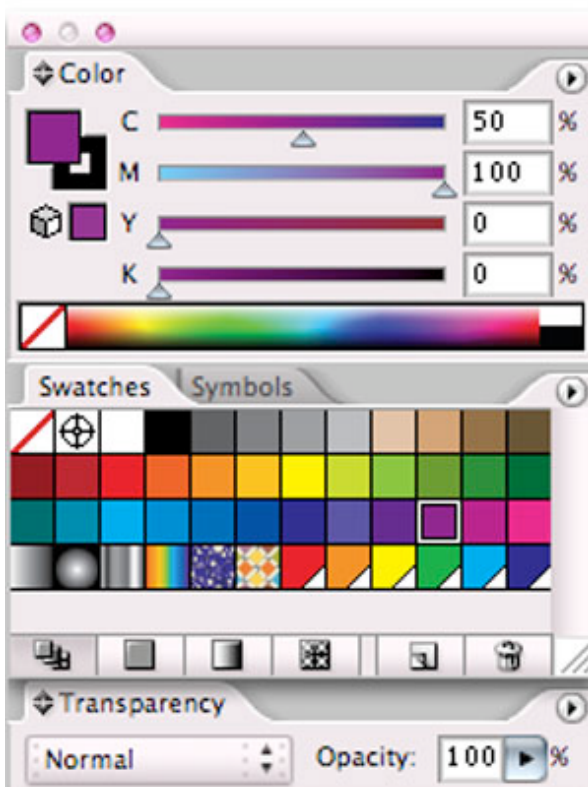 Color
C 50 %
M 100 %
Y 0 %
K 0 %
Swatches Symbols
Transparency
Normal Opacity: 100 %